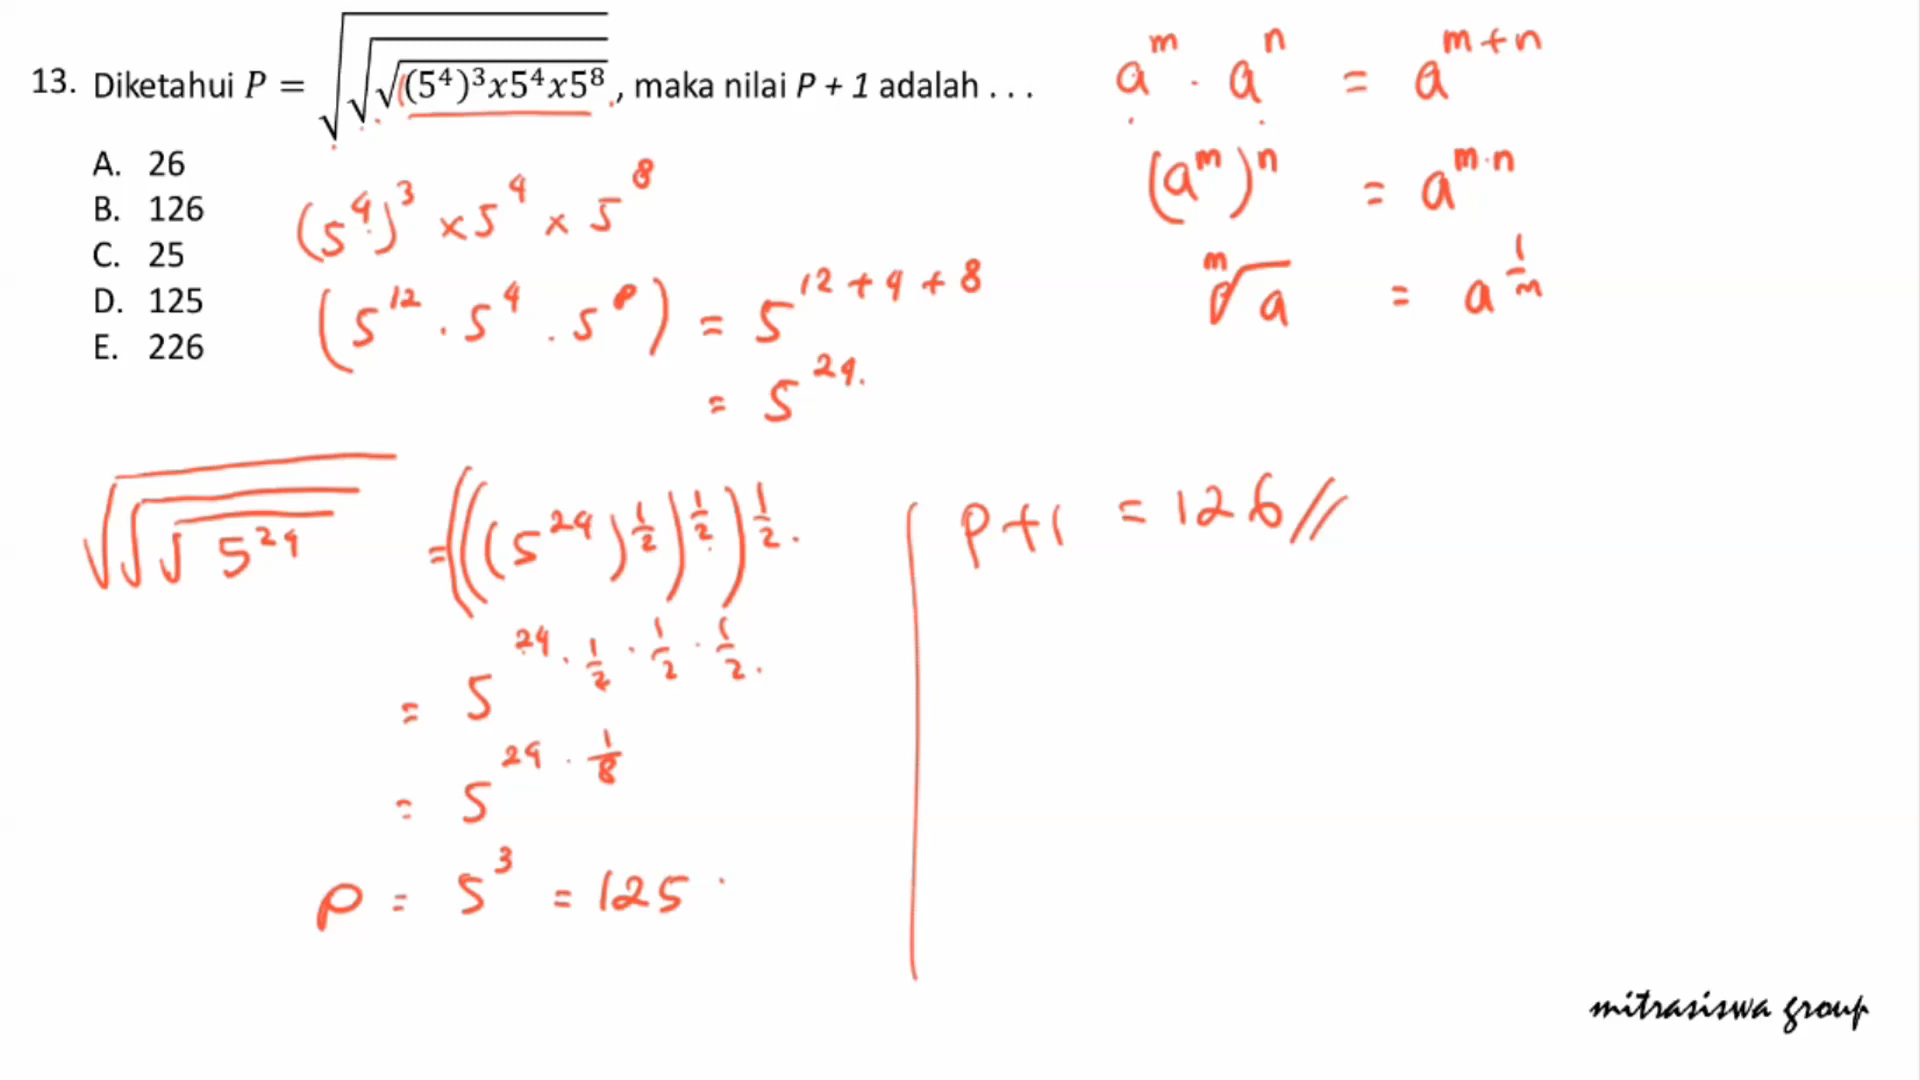 13. Diketahui P = √√√(5⁴)³x5⁴x5⁸, maka nilai P + 1 adalah . . .
A. 26
B. 126
C. 25
D. 125
E. 226
(5⁴)³ x 5⁴ x 5⁸
(5¹² . 5⁴ . 5⁸) = 5¹²⁺⁴⁺⁸
= 5²⁴.
√√√5²⁴ = (((5²⁴)^½)^½)^½.
= 5^(24 . ½ . ½ . ½).
= 5^(24 . 1/8)
P = 5³ = 125
P+1 = 126//
aᵐ . aⁿ = aᵐ⁺ⁿ
(aᵐ)ⁿ = a^(m.n)
ᵐ√a = a^(1/m)
mitrasiswa group